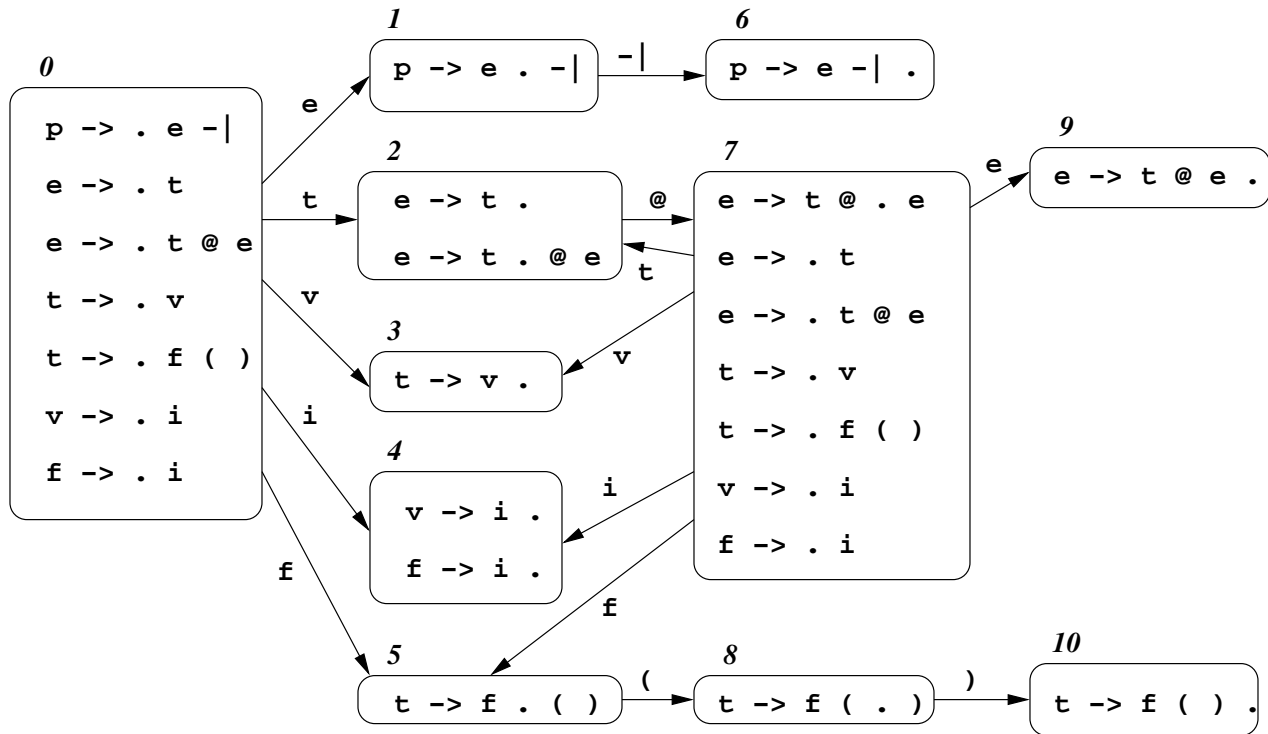 0
p -> . e -|
e -> . t
e -> . t @ e
t -> . v
t -> . f ( )
v -> . i
f -> . i
e
t
v
i
f
1
p -> e . -|
-|
6
p -> e -| .
2
e -> t .
e -> t . @ e
@
t
3
t -> v .
v
4
v -> i .
f -> i .
i
f
5
t -> f . ( )
(
7
e -> t @ . e
e -> . t
e -> . t @ e
t -> . v
t -> . f ( )
v -> . i
f -> . i
e
9
e -> t @ e .
8
t -> f ( . )
)
10
t -> f ( ) .